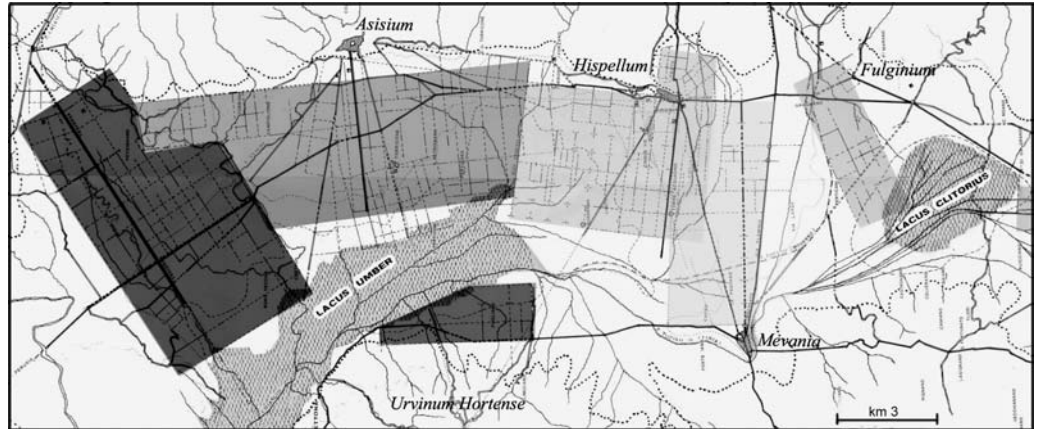 Asisium
Hispellum
Fulginium
LACUS CLITORIUS
LACUS UMBER
Mevania
Urvinum Hortense
km 3